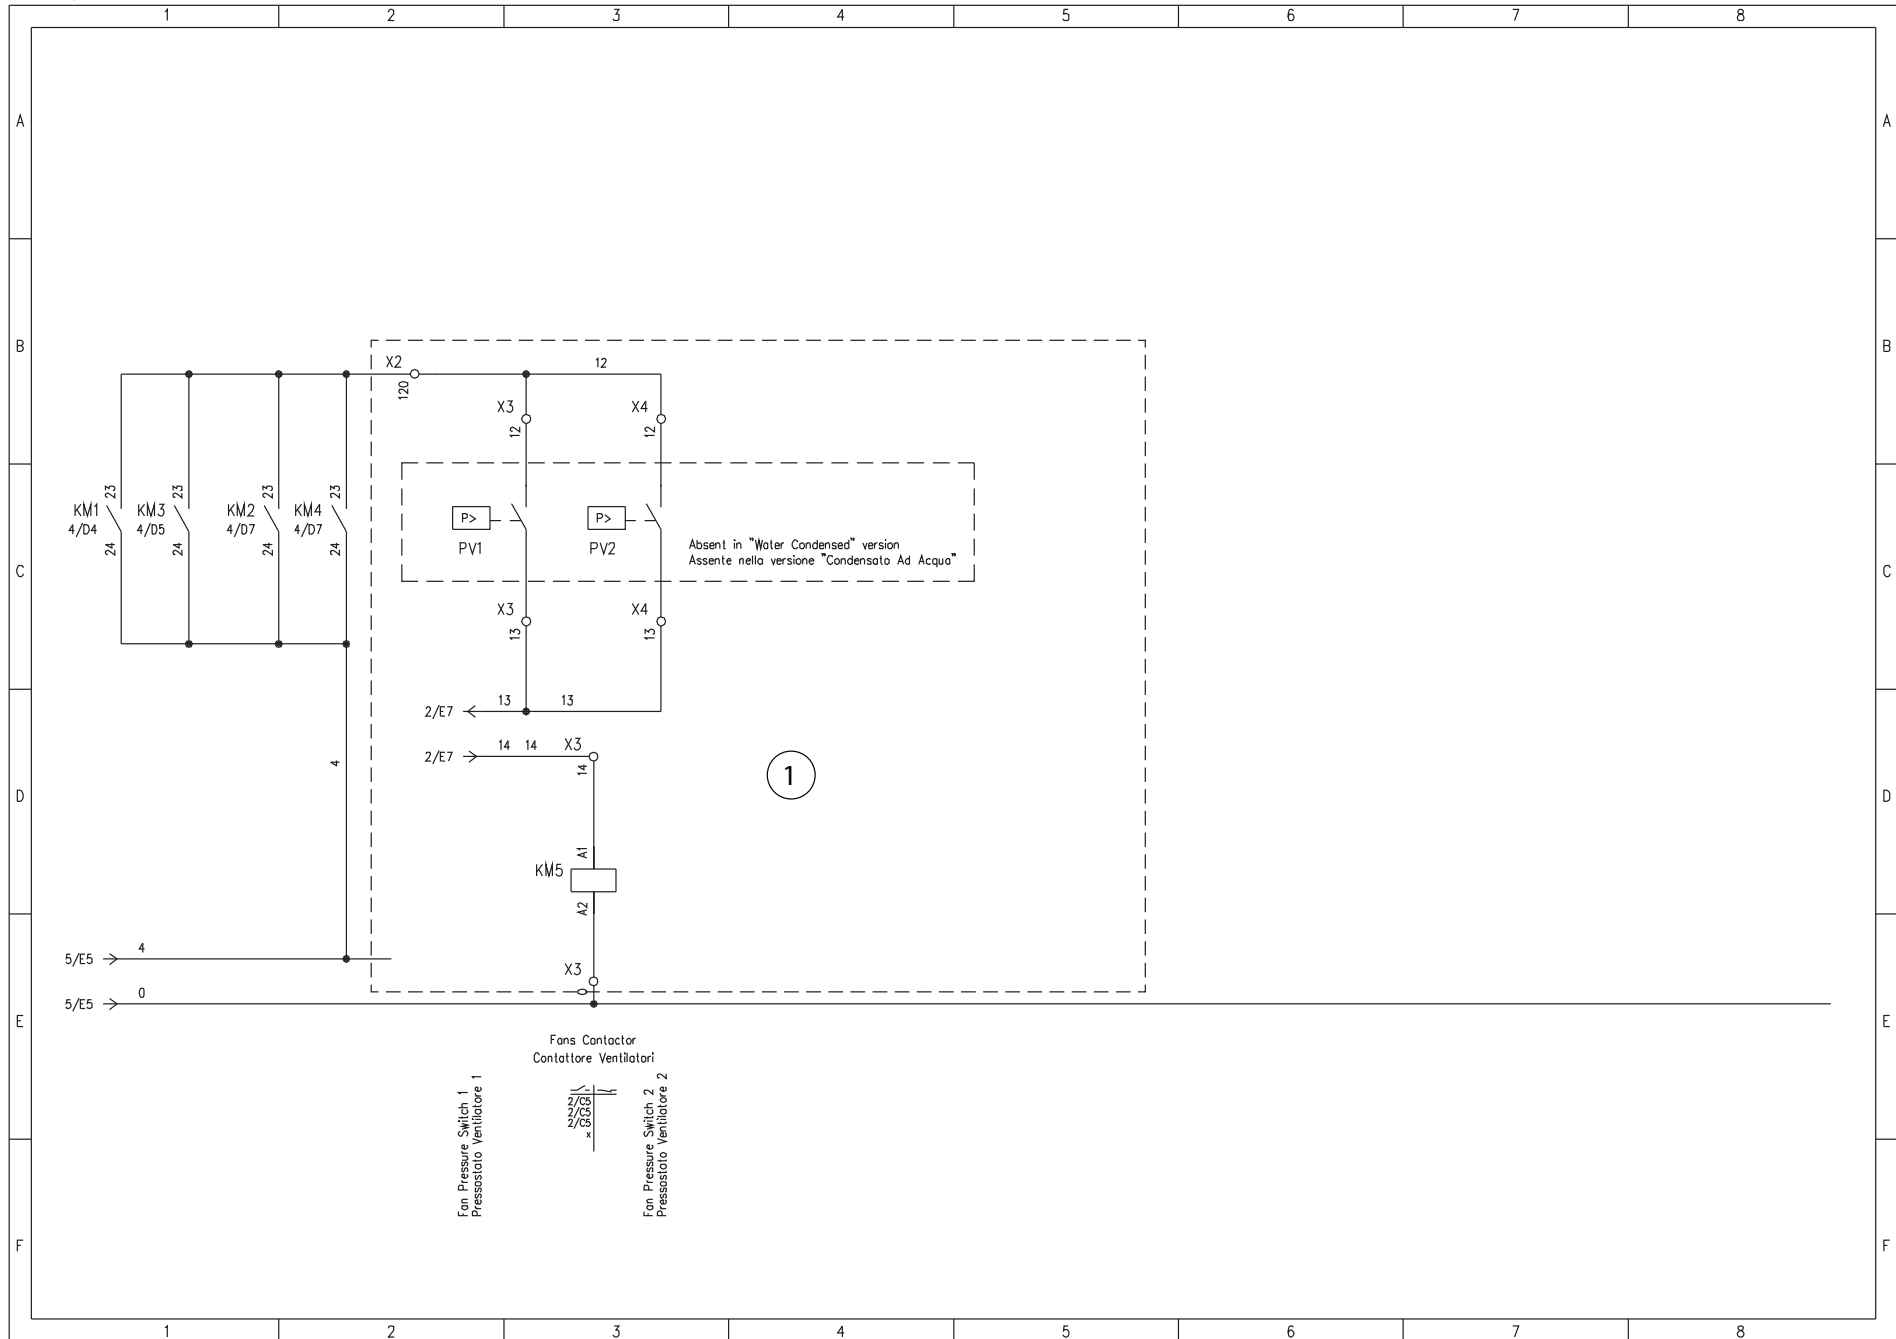 1 2 3 4 5 6 7 8
A A
B B
X2 12
120
X3 X4
12 12
23 23 23 23
KM1 KM3 KM2 KM4
4/D4 4/D5 4/D7 4/D7
24 24 24 24
P> P>
PV1 PV2
Absent in "Water Condensed" version
Assente nella versione "Condensato Ad Acqua"
C C
X3 X4
13 13
2/E7 13 13
2/E7 14 14 X3
14
4
1
D D
A1
KM5
A2
5/E5 4
X3
0
5/E5 0
E E
Fans Contactor
Contattore Ventilatori
2/C5
2/C5
2/C5
x
Fan Pressure Switch 1
Pressostato Ventilatore 1
Fan Pressure Switch 2
Pressostato Ventilatore 2
F F
1 2 3 4 5 6 7 8